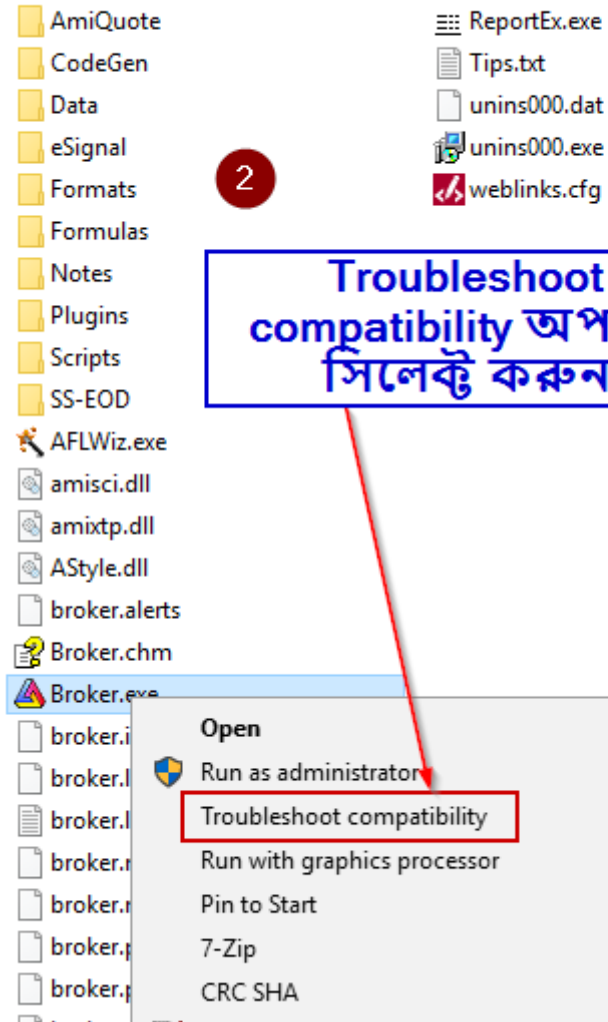 AmiQuote
CodeGen
Data
eSignal
Formats
Formulas
Notes
Plugins
Scripts
SS-EOD
AFLWiz.exe
amisci.dll
amixtp.dll
AStyle.dll
broker.alerts
Broker.chm
Broker.exe
broker.i
broker.l
broker.l
broker.r
broker.r
broker.p
broker.p
ReportEx.exe
Tips.txt
unins000.dat
unins000.exe
weblinks.cfg
2
Troubleshoot
compatibility
সিলেক্ট করুন
Open
Run as administrator
Troubleshoot compatibility
Run with graphics processor
Pin to Start
7-Zip
CRC SHA